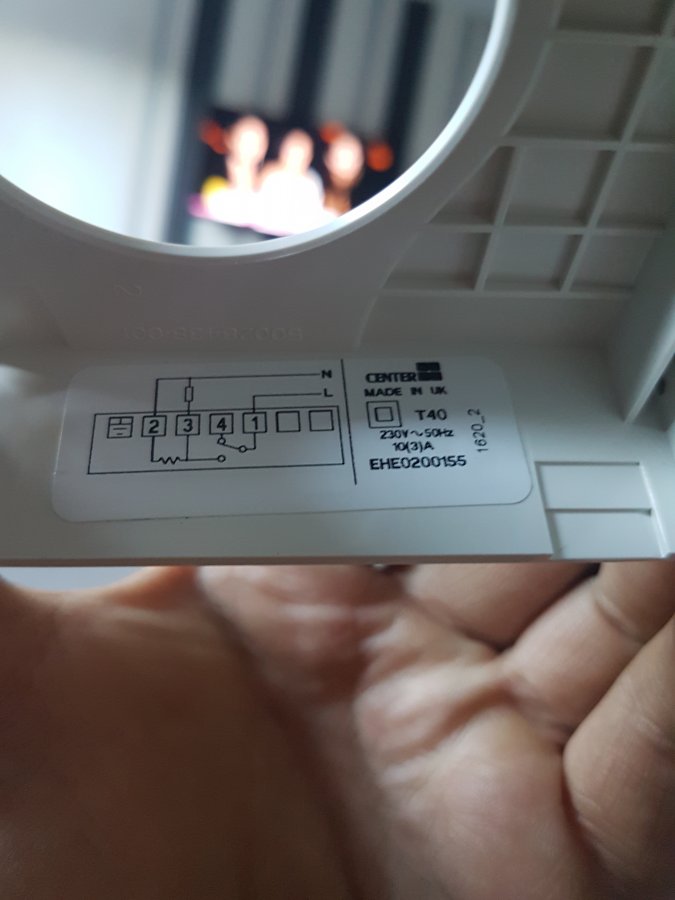 N
L
2 3 4 1
CENTER
MADE IN UK
T40
230V~50Hz
10(3)A
EHE0200155
1620_2